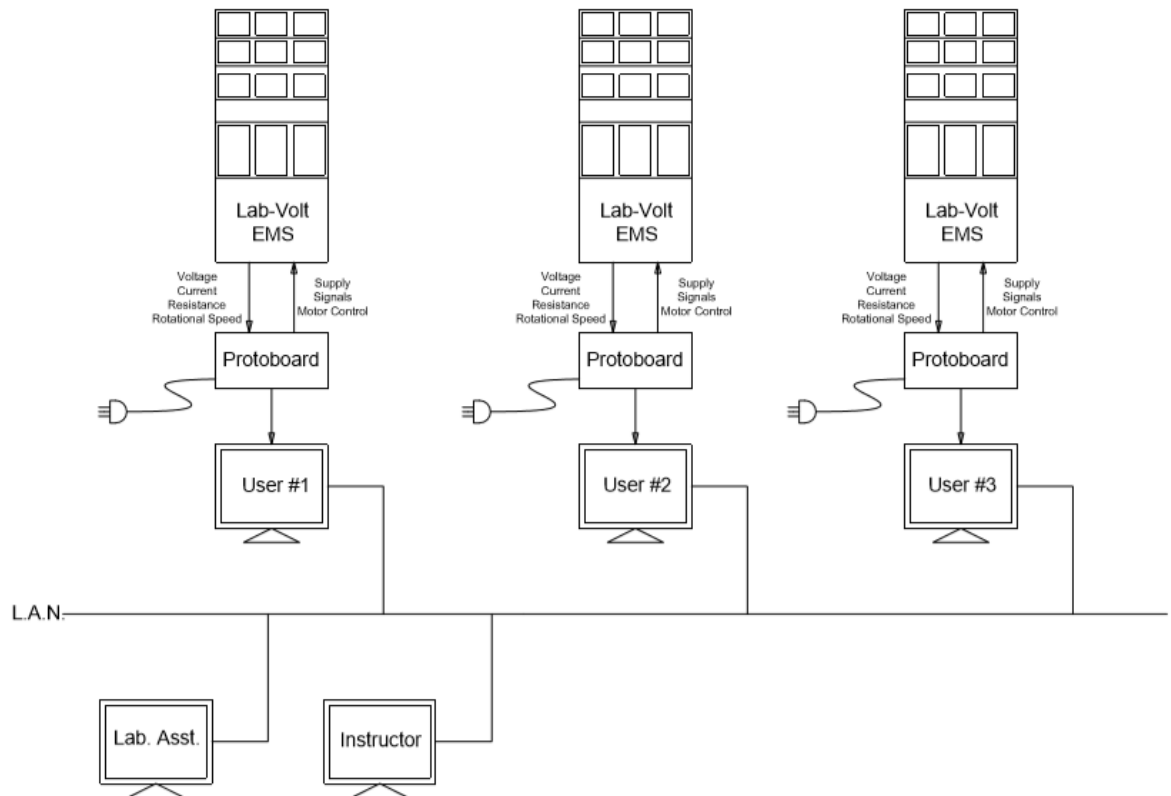 Lab-Volt
EMS
Lab-Volt
EMS
Lab-Volt
EMS
Voltage
Current
Resistance
Rotational Speed
Supply
Signals
Motor Control
Voltage
Current
Resistance
Rotational Speed
Supply
Signals
Motor Control
Voltage
Current
Resistance
Rotational Speed
Supply
Signals
Motor Control
Protoboard
Protoboard
Protoboard
User #1
User #2
User #3
L.A.N.
Lab. Asst.
Instructor